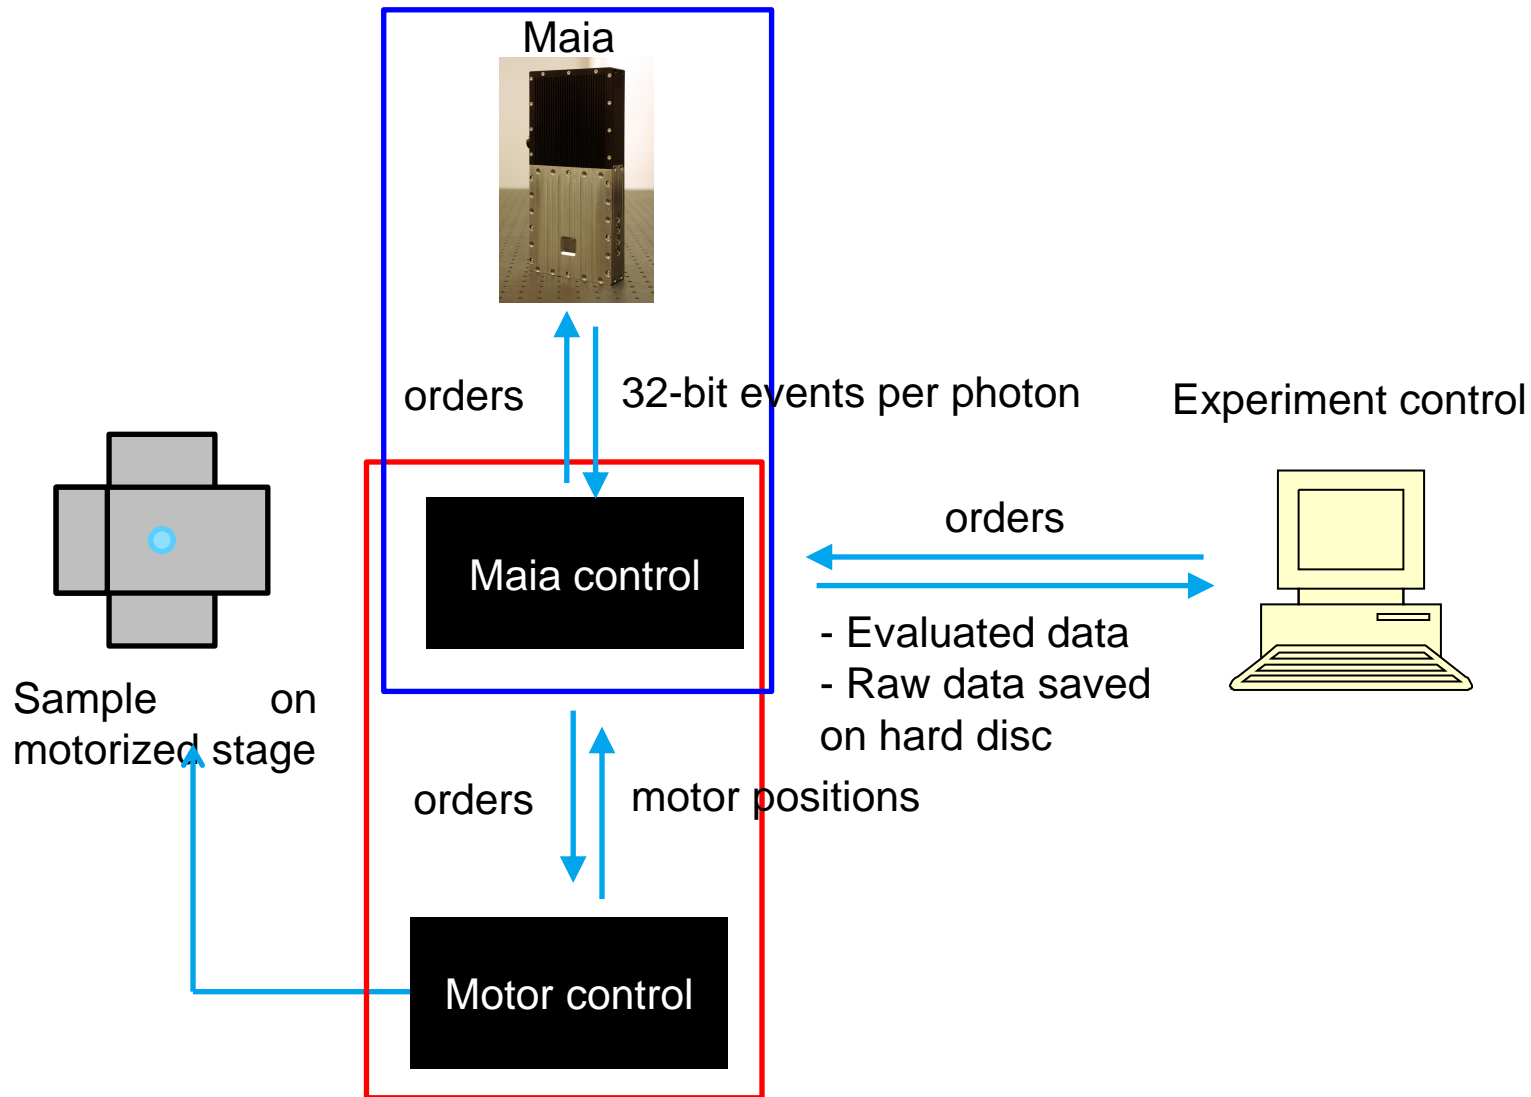 Maia
orders
32-bit events per photon
Experiment control
orders
Maia control
- Evaluated data
- Raw data saved
on hard disc
Sample on
motorized stage
orders
motor positions
Motor control